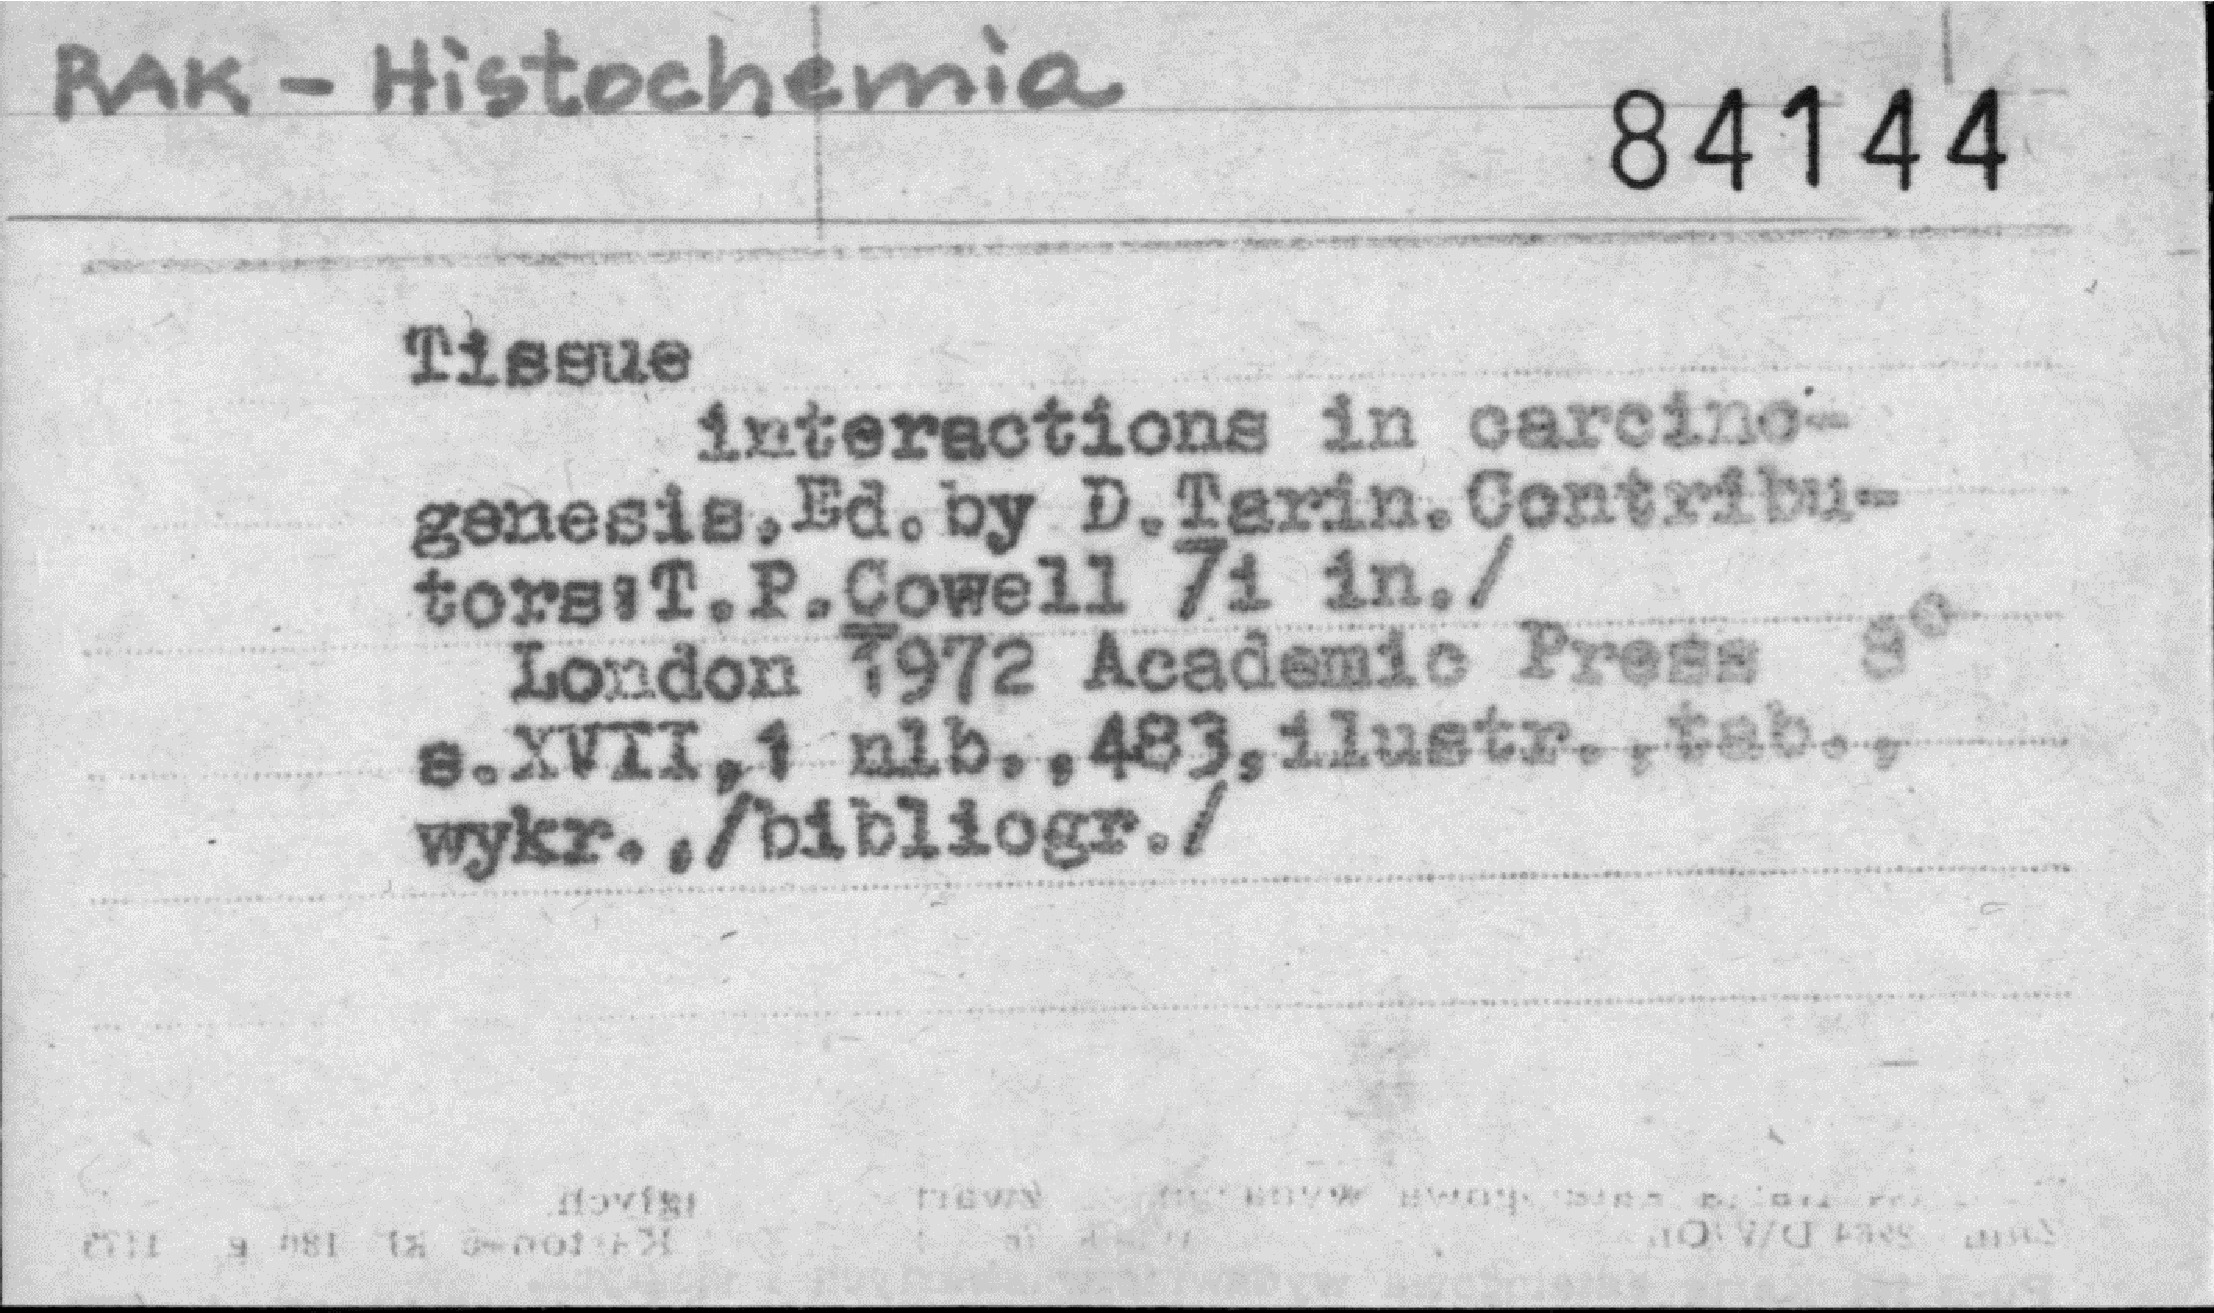 RAK - Histochemia
84144
Tissue
interactions in carcino-
genesis.Ed.by D.Tarin.Contribu-
tors:T.P.Cowell /i in./
London 1972 Academic Press 8°
s.XVII,1 nlb.,483,ilustr.,tab.,
wykr.,/bibliogr./